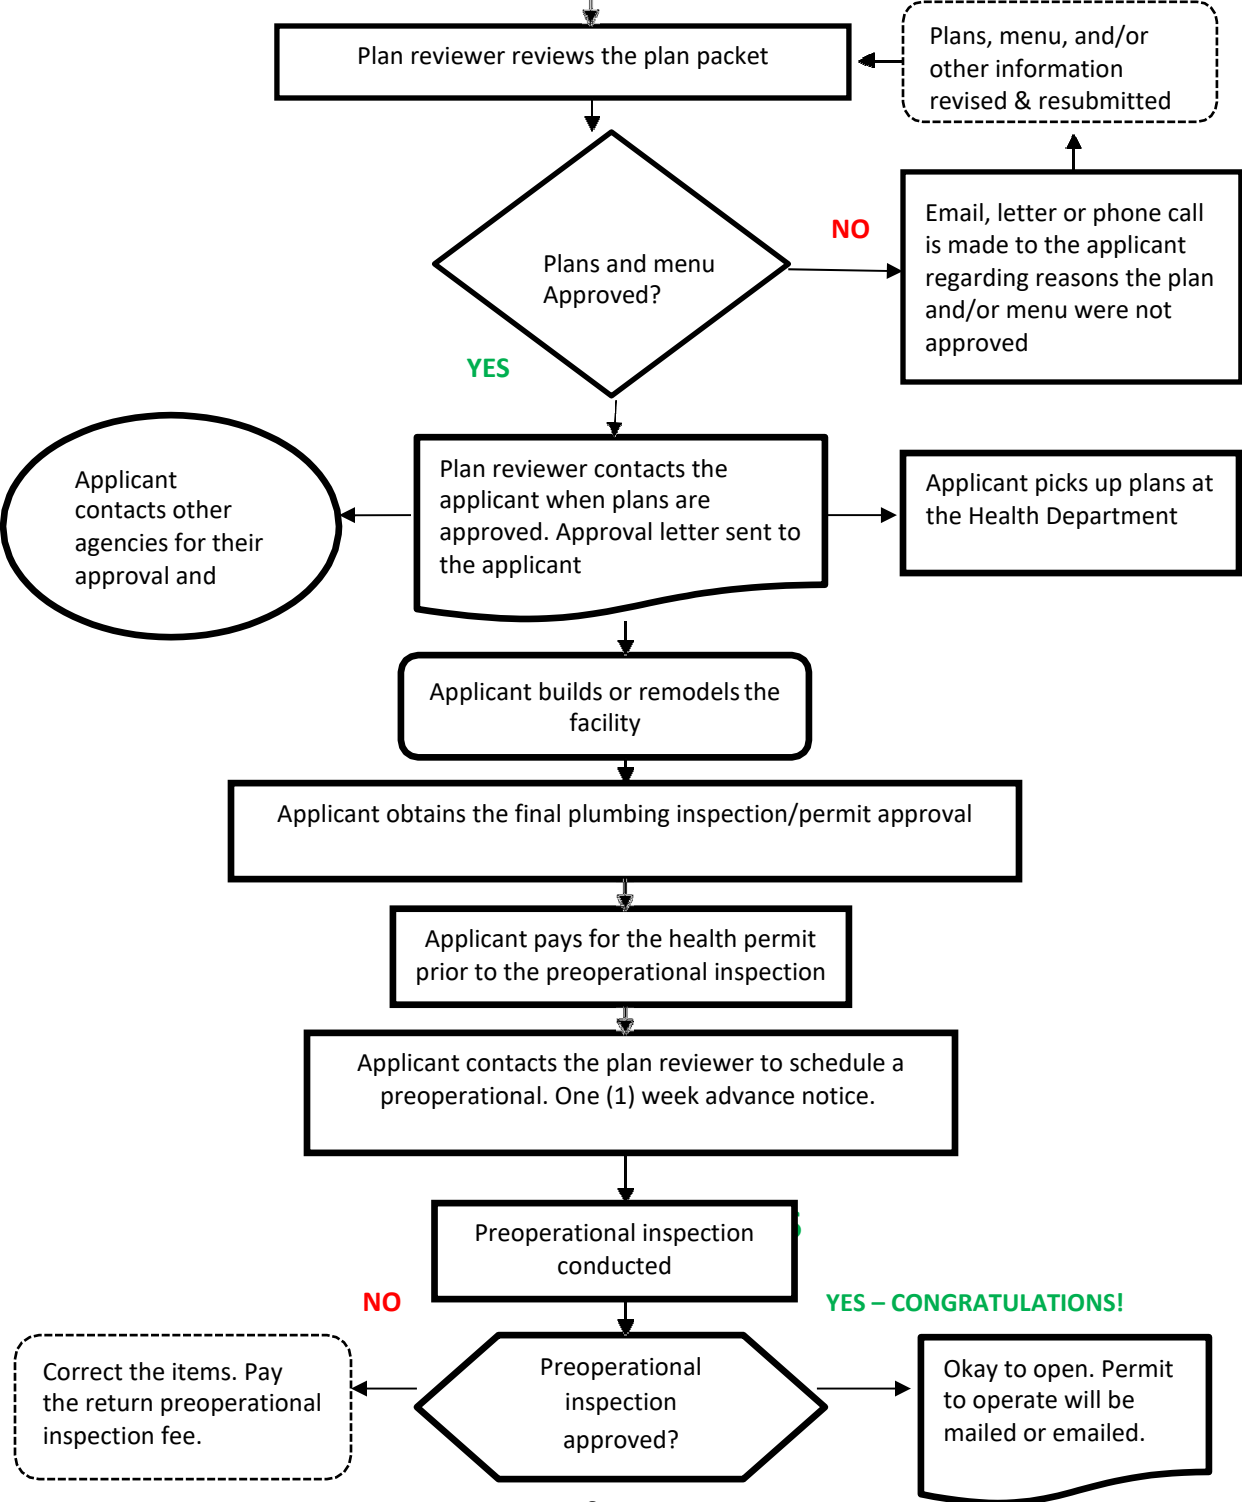 Plan reviewer reviews the plan packet
Plans, menu, and/or
other information
revised & resubmitted
Plans and menu
Approved?
NO
Email, letter or phone call
is made to the applicant
regarding reasons the plan
and/or menu were not
approved
YES
Applicant
contacts other
agencies for their
approval and
Plan reviewer contacts the
applicant when plans are
approved. Approval letter sent to
the applicant
Applicant picks up plans at
the Health Department
Applicant builds or remodels the
facility
Applicant obtains the final plumbing inspection/permit approval
Applicant pays for the health permit
prior to the preoperational inspection
Applicant contacts the plan reviewer to schedule a
preoperational. One (1) week advance notice.
Preoperational inspection
conducted
NO
YES – CONGRATULATIONS!
Correct the items. Pay
the return preoperational
inspection fee.
Preoperational
inspection
approved?
Okay to open. Permit
to operate will be
mailed or emailed.